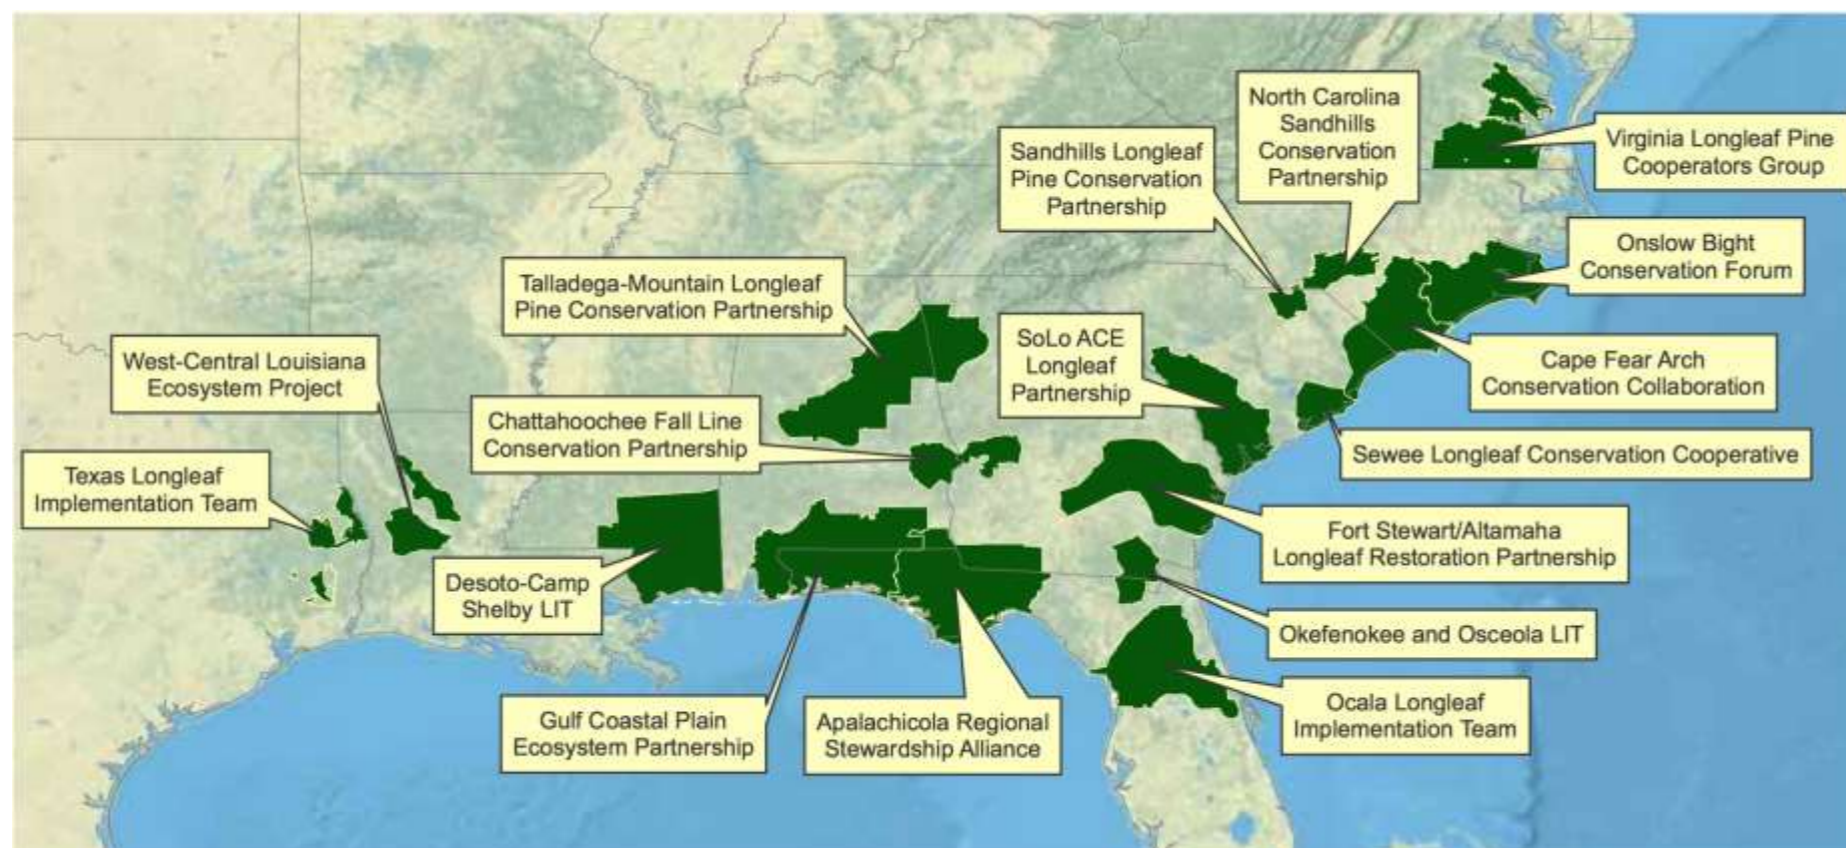 North Carolina
Sandhills
Conservation
Partnership
Sandhills Longleaf
Pine Conservation
Partnership
Virginia Longleaf Pine
Cooperators Group
Onslow Bight
Conservation Forum
Talladega-Mountain Longleaf
Pine Conservation Partnership
SoLo ACE
Longleaf
Partnership
West-Central Louisiana
Ecosystem Project
Cape Fear Arch
Conservation Collaboration
Chattahoochee Fall Line
Conservation Partnership
Sewee Longleaf Conservation Cooperative
Texas Longleaf
Implementation Team
Fort Stewart/Altamaha
Longleaf Restoration Partnership
Desoto-Camp
Shelby LIT
Okefenokee and Osceola LIT
Gulf Coastal Plain
Ecosystem Partnership
Apalachicola Regional
Stewardship Alliance
Ocala Longleaf
Implementation Team